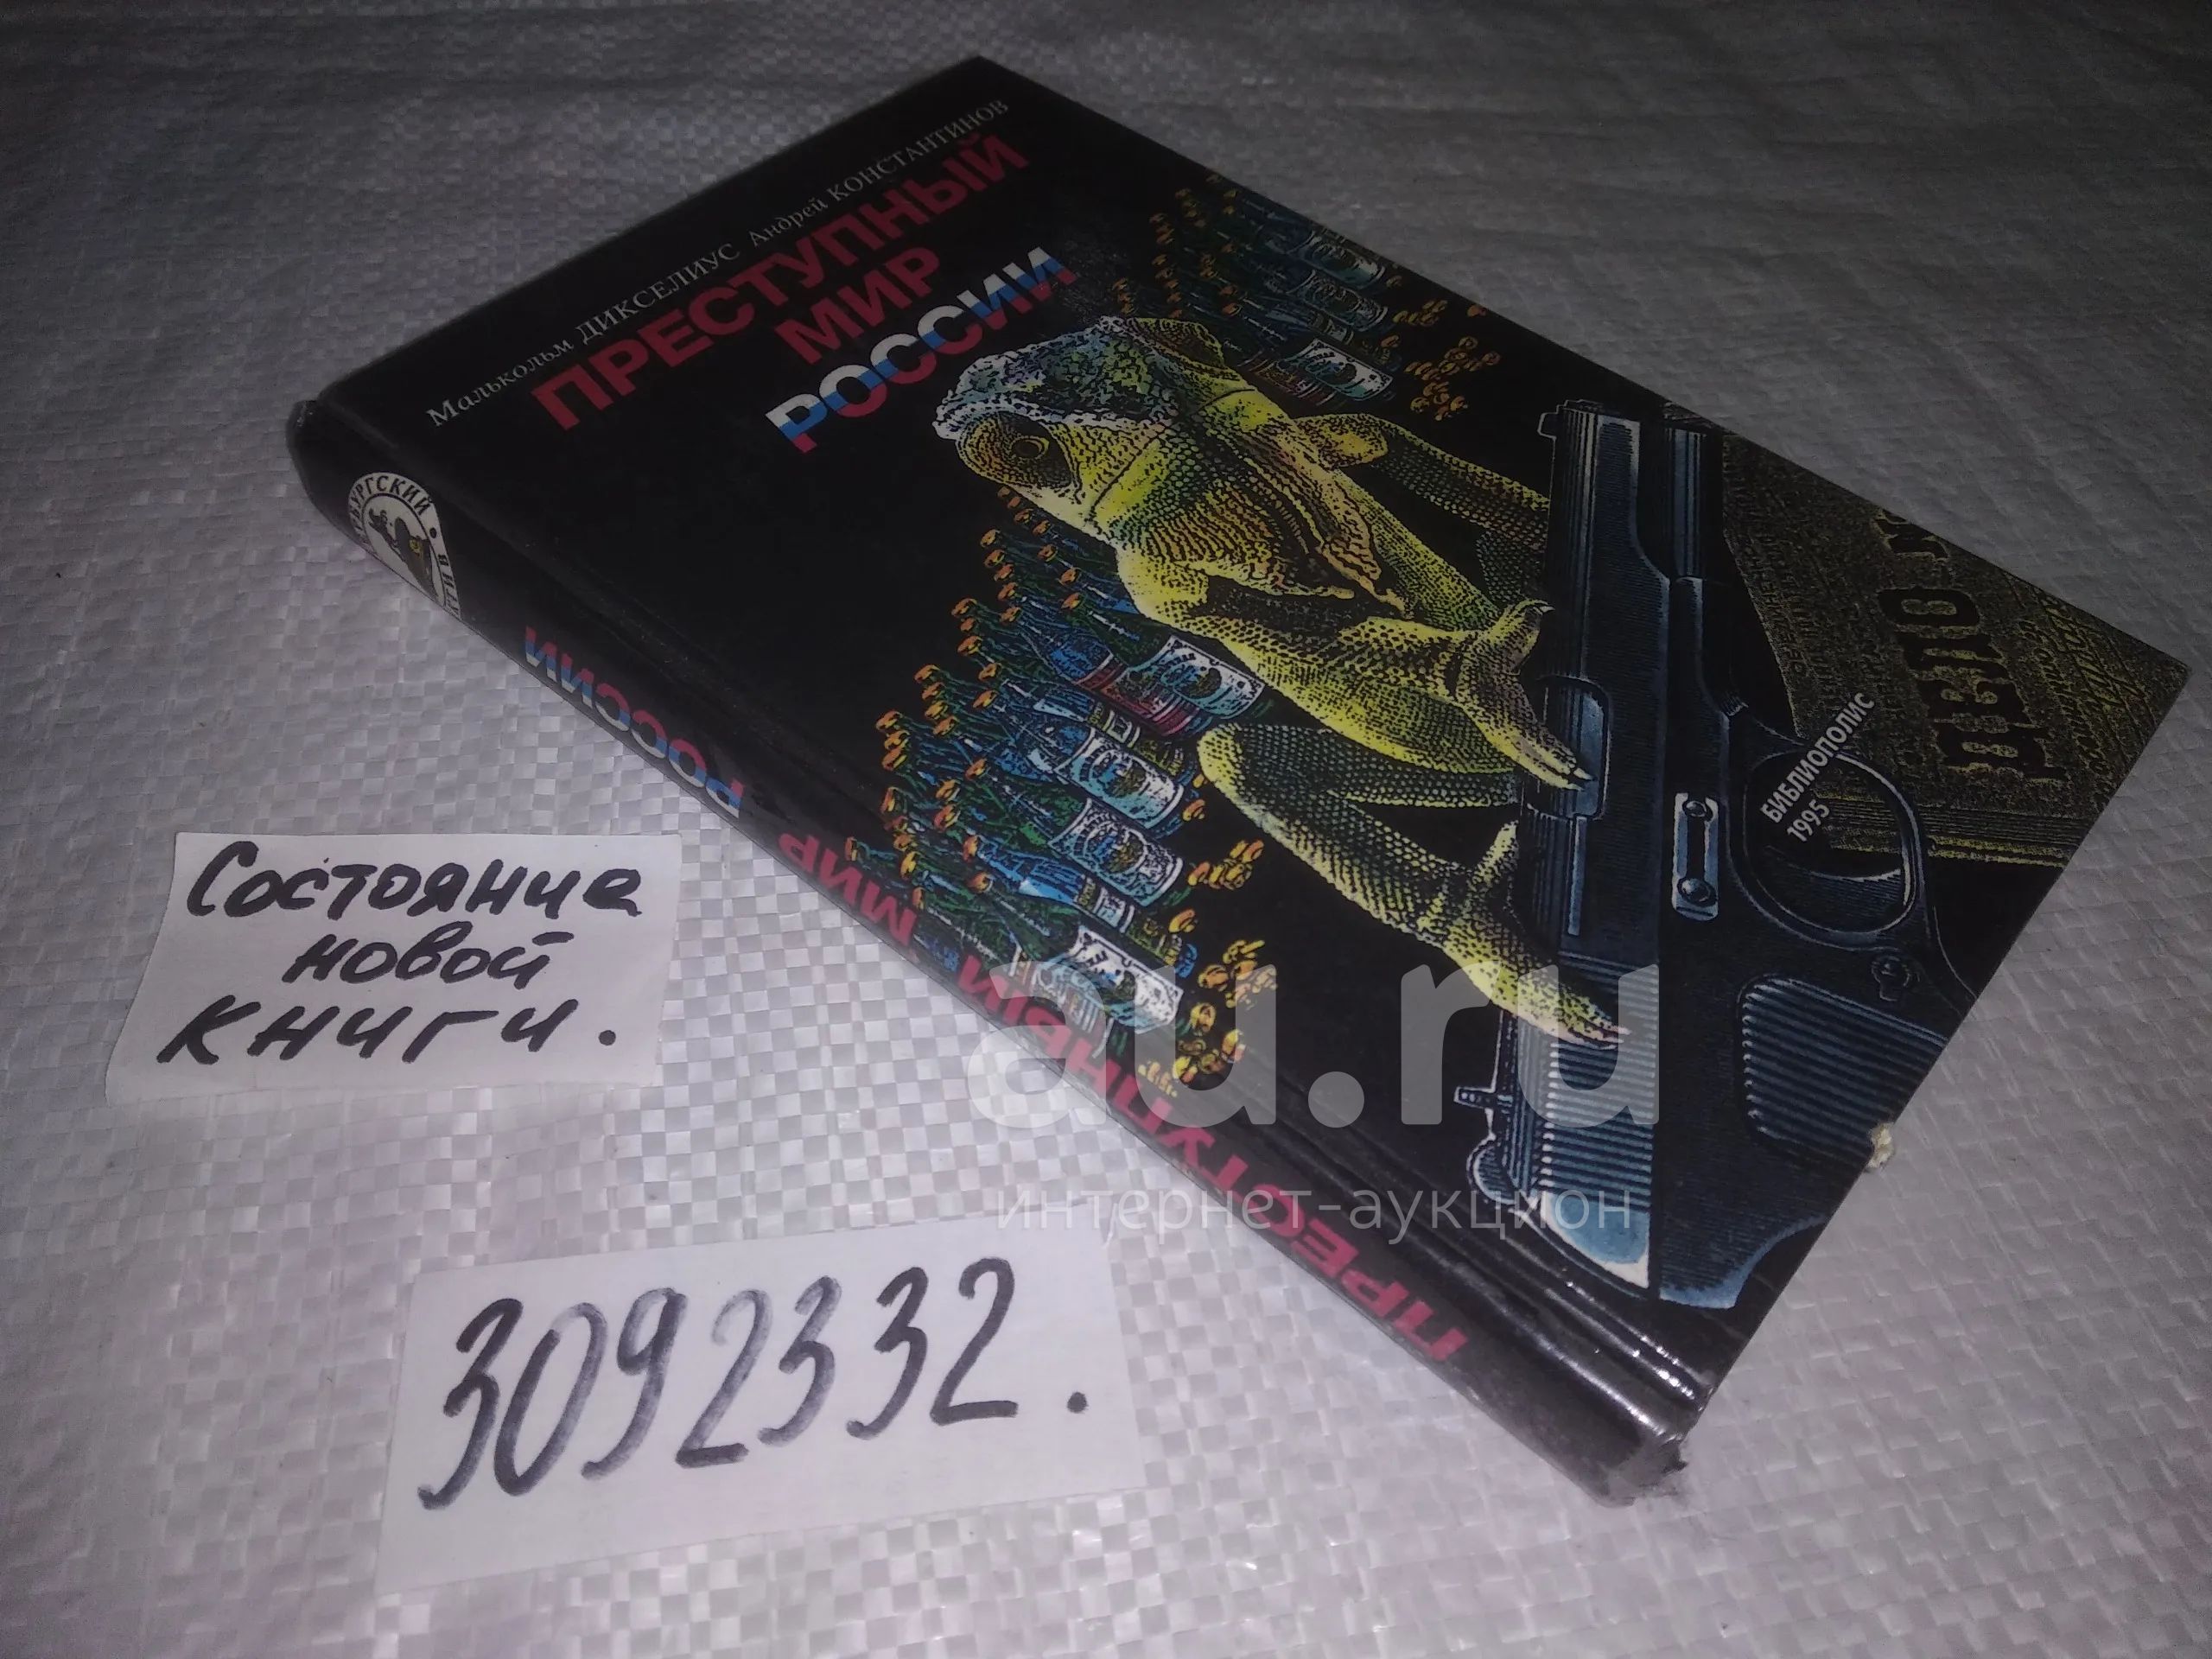 Малькольм ДИКСЕЛИУС Андрей КОНСТАНТИНОВ
ПРЕСТУПНЫЙ
МИР
РОССИИ
БИБЛИОПОЛИС
1995
ПРЕСТУПНЫЙ МИР РОССИИ
Состояние
новой
книги.
3092332.
au.ru
интернет-аукцион